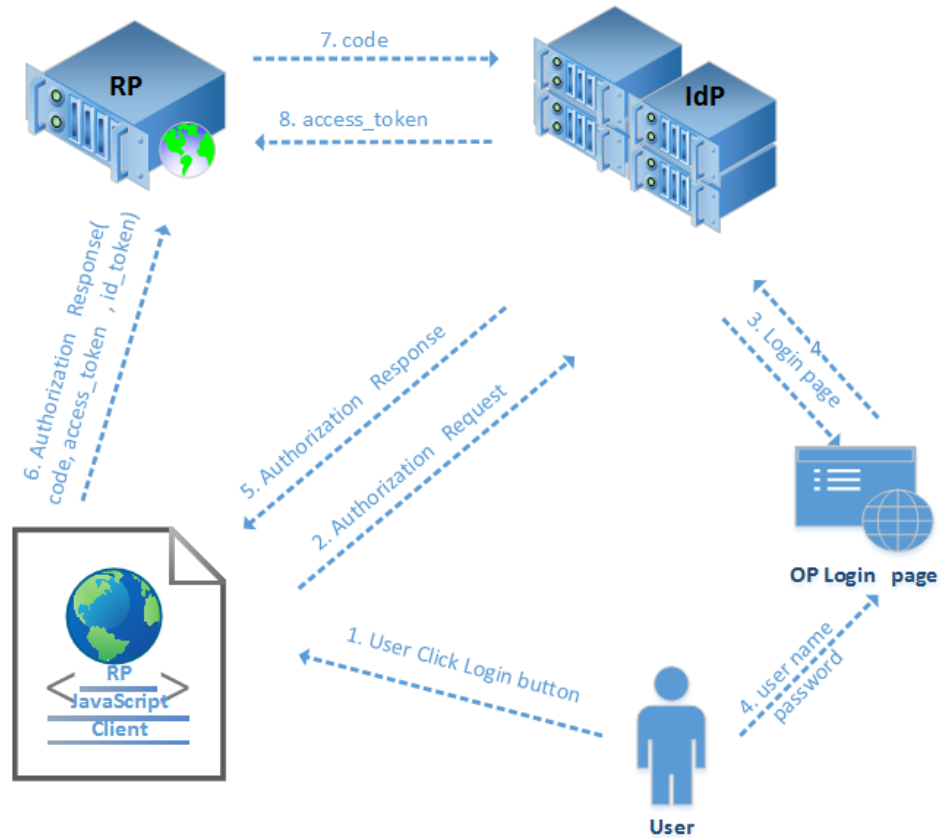 RP
7. code
8. access_token
IdP
6. Authorization Response(
code, access_token , id_token)
5. Authorization Response
2. Authorization Request
3. Login page
4
OP Login page
1. User Click Login button
4. user name
password
RP
JavaScript
Client
User